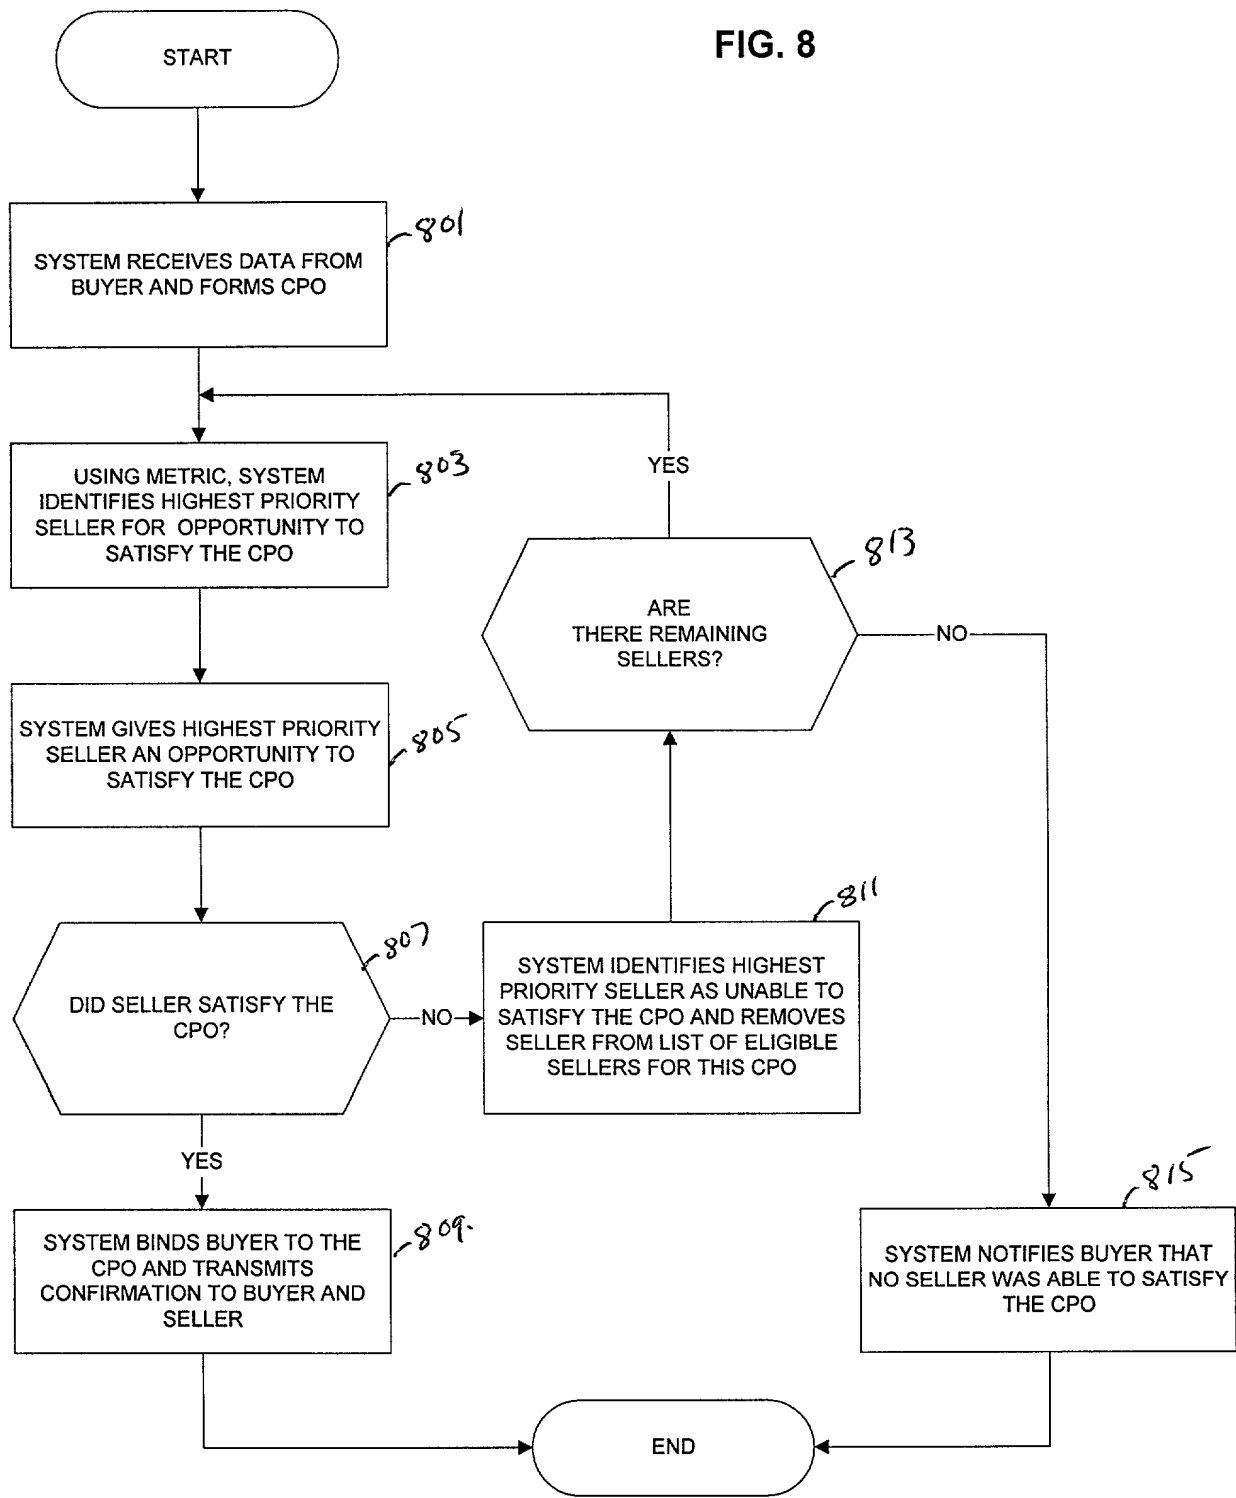 FIG. 8
START
801
SYSTEM RECEIVES DATA FROM
BUYER AND FORMS CPO
803
USING METRIC, SYSTEM
IDENTIFIES HIGHEST PRIORITY
SELLER FOR OPPORTUNITY TO
SATISFY THE CPO
YES
813
ARE
THERE REMAINING
SELLERS?
NO
805
SYSTEM GIVES HIGHEST PRIORITY
SELLER AN OPPORTUNITY TO
SATISFY THE CPO
807
DID SELLER SATISFY THE
CPO?
NO
811
SYSTEM IDENTIFIES HIGHEST
PRIORITY SELLER AS UNABLE TO
SATISFY THE CPO AND REMOVES
SELLER FROM LIST OF ELIGIBLE
SELLERS FOR THIS CPO
YES
809.
SYSTEM BINDS BUYER TO THE
CPO AND TRANSMITS
CONFIRMATION TO BUYER AND
SELLER
815
SYSTEM NOTIFIES BUYER THAT
NO SELLER WAS ABLE TO SATISFY
THE CPO
END